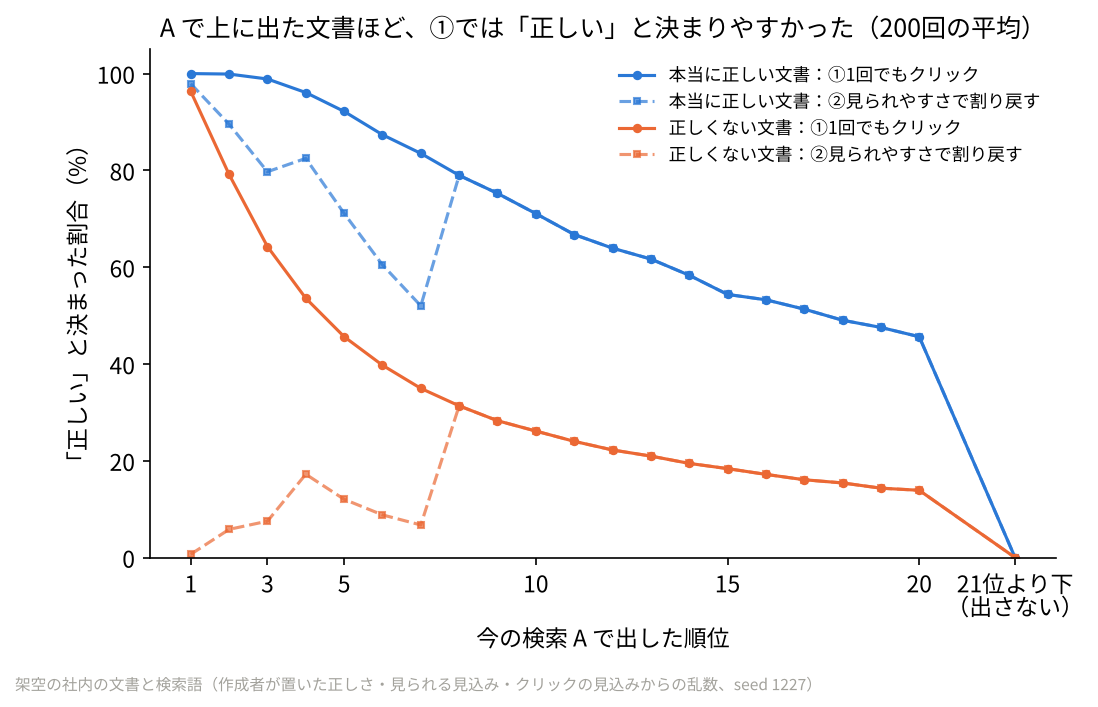 A で上に出た文書ほど、①では「正しい」と決まりやすかった（200回の平均）
本当に正しい文書：①1回でもクリック
本当に正しい文書：②見られやすさで割り戻す
正しくない文書：①1回でもクリック
正しくない文書：②見られやすさで割り戻す
「正しい」と決まった割合（%）
100
80
60
40
20
0
1 3 5 10 15 20 21位より下
（出さない）
今の検索 A で出した順位
架空の社内の文書と検索語（作成者が置いた正しさ・見られる見込み・クリックの見込みからの乱数、seed 1227）